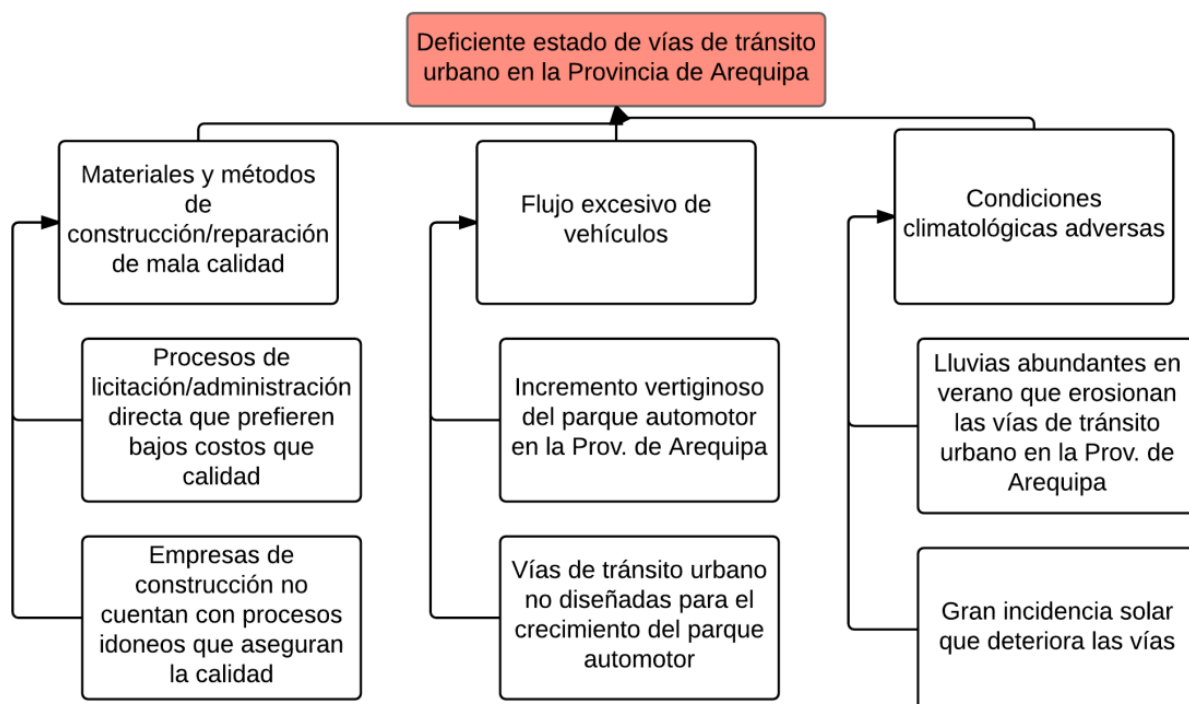 Deficiente estado de vías de tránsito
urbano en la Provincia de Arequipa
Materiales y métodos
de
construcción/reparación
de mala calidad
Flujo excesivo de
vehículos
Condiciones
climatológicas adversas
Procesos de
licitación/administración
directa que prefieren
bajos costos que
calidad
Incremento vertiginoso
del parque automotor
en la Prov. de Arequipa
Lluvias abundantes en
verano que erosionan
las vías de tránsito
urbano en la Prov. de
Arequipa
Empresas de
construcción no
cuentan con procesos
idoneos que aseguran
la calidad
Vías de tránsito urbano
no diseñadas para el
crecimiento del parque
automotor
Gran incidencia solar
que deteriora las vías